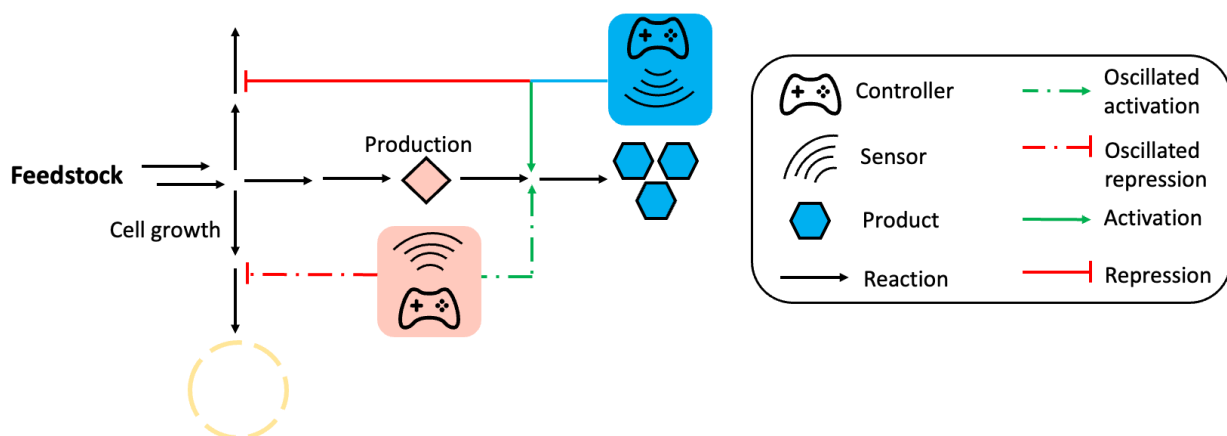 Feedstock
Cell growth
Production
Controller
Sensor
Product
Reaction
Oscillated
activation
Oscillated
repression
Activation
Repression